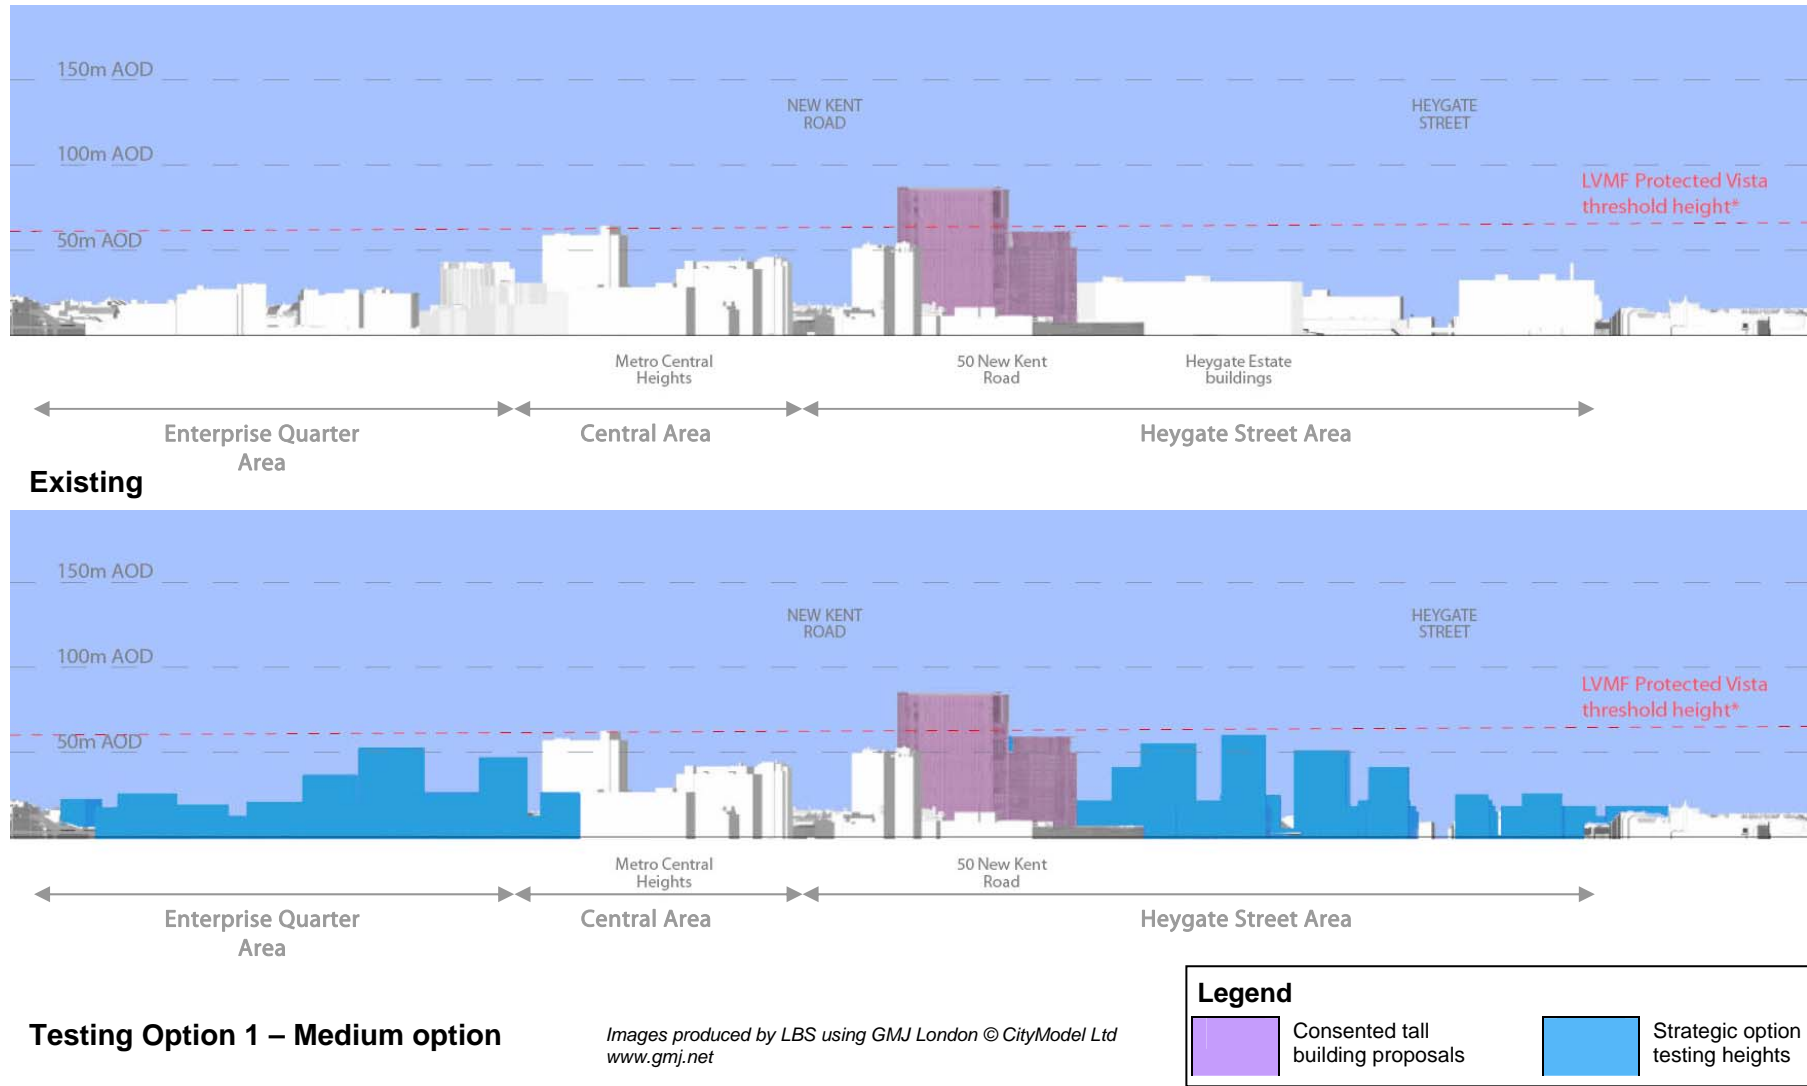 150m AOD
NEW KENT
ROAD
HEYGATE
STREET
100m AOD
LVMF Protected Vista
threshold height*
50m AOD
Metro Central
Heights
50 New Kent
Road
Heygate Estate
buildings
Enterprise Quarter
Area
Central Area
Heygate Street Area
Existing
150m AOD
NEW KENT
ROAD
HEYGATE
STREET
100m AOD
LVMF Protected Vista
threshold height*
50m AOD
Metro Central
Heights
50 New Kent
Road
Enterprise Quarter
Area
Central Area
Heygate Street Area
Testing Option 1 – Medium option
Images produced by LBS using GMJ London © CityModel Ltd
www.gmj.net
Legend
Consented tall
building proposals
Strategic option
testing heights